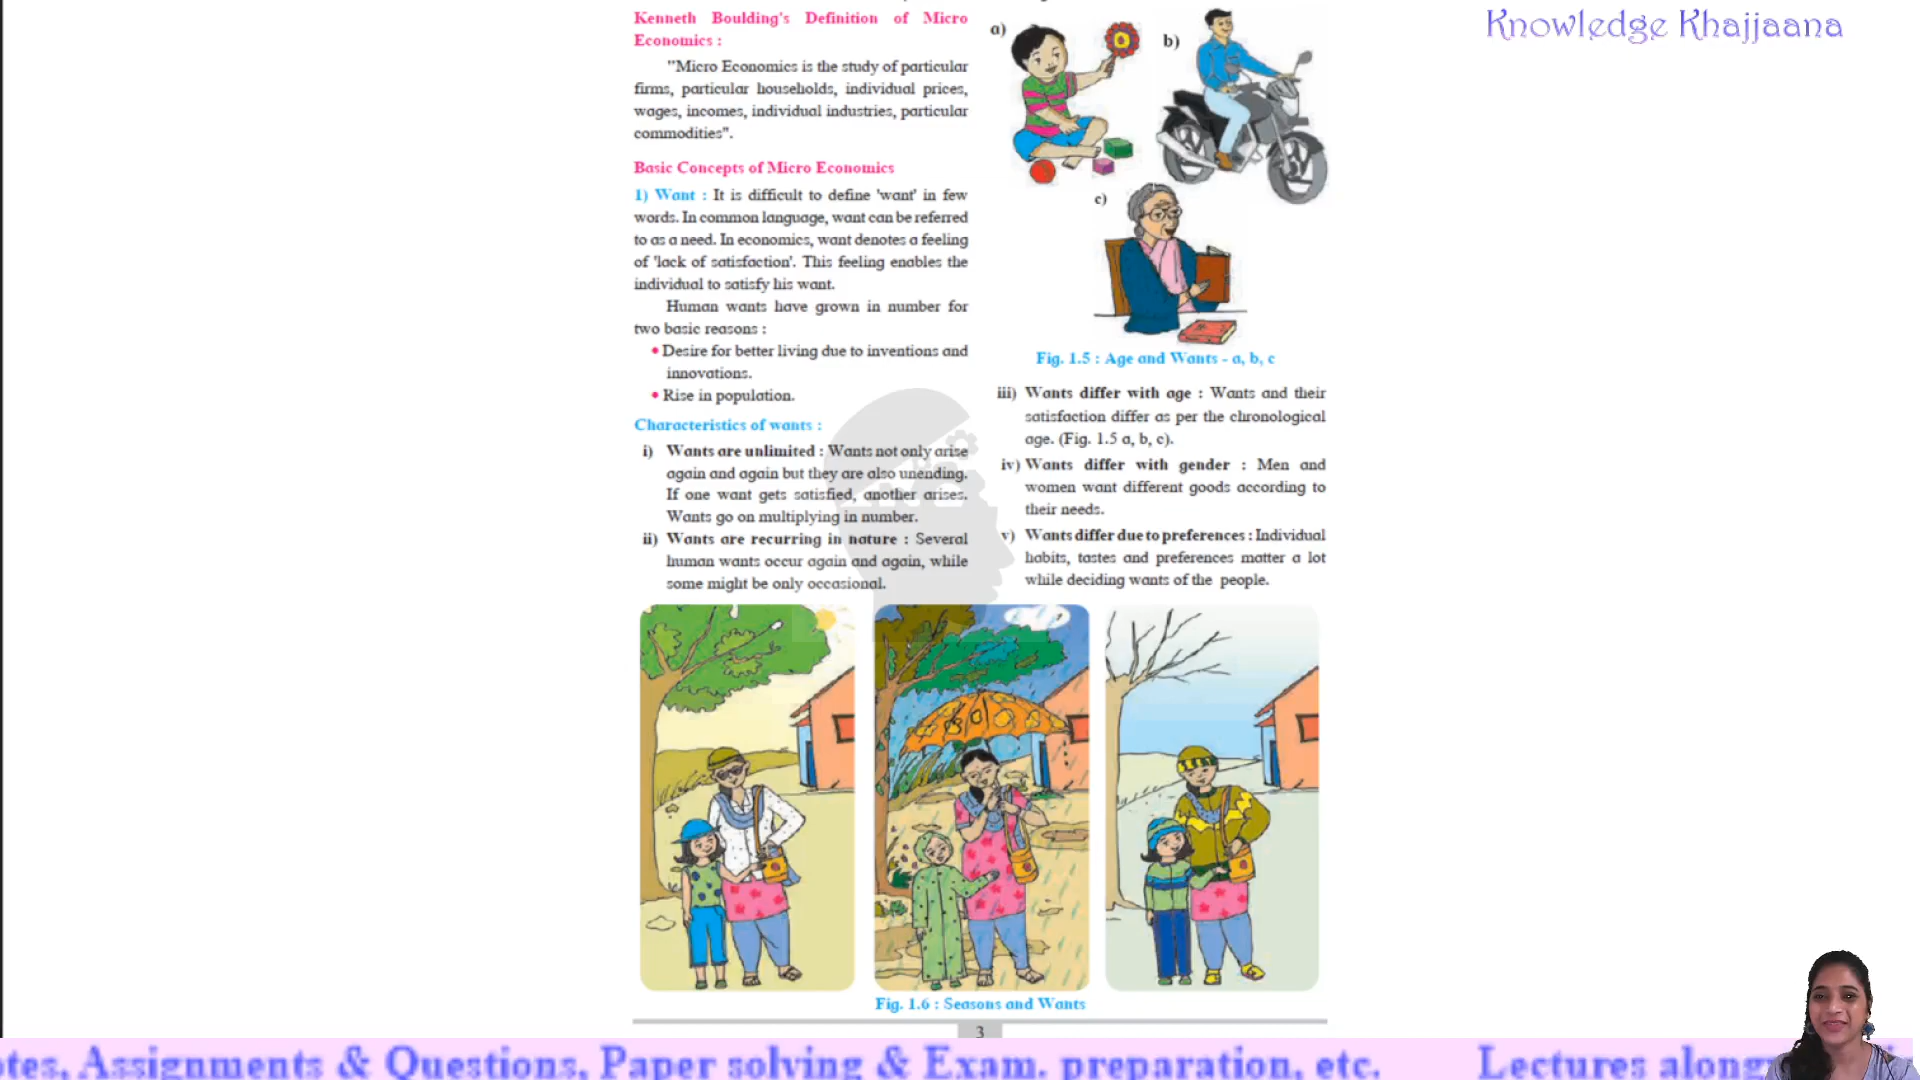 Knowledge Khajjaana
Kenneth Boulding's Definition of Micro
Economics :
"Micro Economics is the study of particular
firms, particular households, individual prices,
wages, incomes, individual industries, particular
commodities".
Basic Concepts of Micro Economics
1) Want : It is difficult to define 'want' in few
words. In common language, want can be referred
to as a need. In economics, want denotes a feeling
of 'lack of satisfaction'. This feeling enables the
individual to satisfy his want.
Human wants have grown in number for
two basic reasons :
• Desire for better living due to inventions and
innovations.
• Rise in population.
Characteristics of wants :
i) Wants are unlimited : Wants not only arise
again and again but they are also unending.
If one want gets satisfied, another arises.
Wants go on multiplying in number.
ii) Wants are recurring in nature : Several
human wants occur again and again, while
some might be only occasional.
a)
b)
c)
Fig. 1.5 : Age and Wants - a, b, c
iii) Wants differ with age : Wants and their
satisfaction differ as per the chronological
age. (Fig. 1.5 a, b, c).
iv) Wants differ with gender : Men and
women want different goods according to
their needs.
v) Wants differ due to preferences : Individual
habits, tastes and preferences matter a lot
while deciding wants of the people.
Fig. 1.6 : Seasons and Wants
3
otes, Assignments & Questions, Paper solving & Exam. preparation, etc. Lectures along